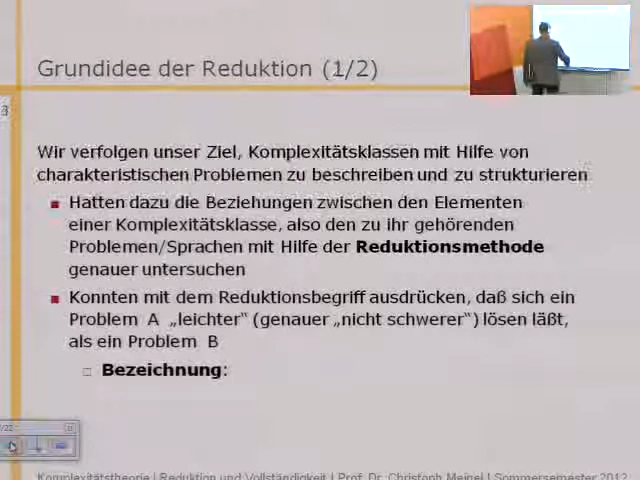 Grundidee der Reduktion (1/2)
3
Wir verfolgen unser Ziel, Komplexitätsklassen mit Hilfe von
charakteristischen Problemen zu beschreiben und zu strukturieren
Hatten dazu die Beziehungen zwischen den Elementen
einer Komplexitätsklasse, also den zu ihr gehörenden
Problemen/Sprachen mit Hilfe der Reduktionsmethode
genauer untersuchen
Konnten mit dem Reduktionsbegriff ausdrücken, daß sich ein
Problem A „leichter“ (genauer „nicht schwerer“) lösen läßt,
als ein Problem B
Bezeichnung:
Komplexitätstheorie | Reduktion und Vollständigkeit | Prof. Dr. Christoph Meinel | Sommersemester 2012